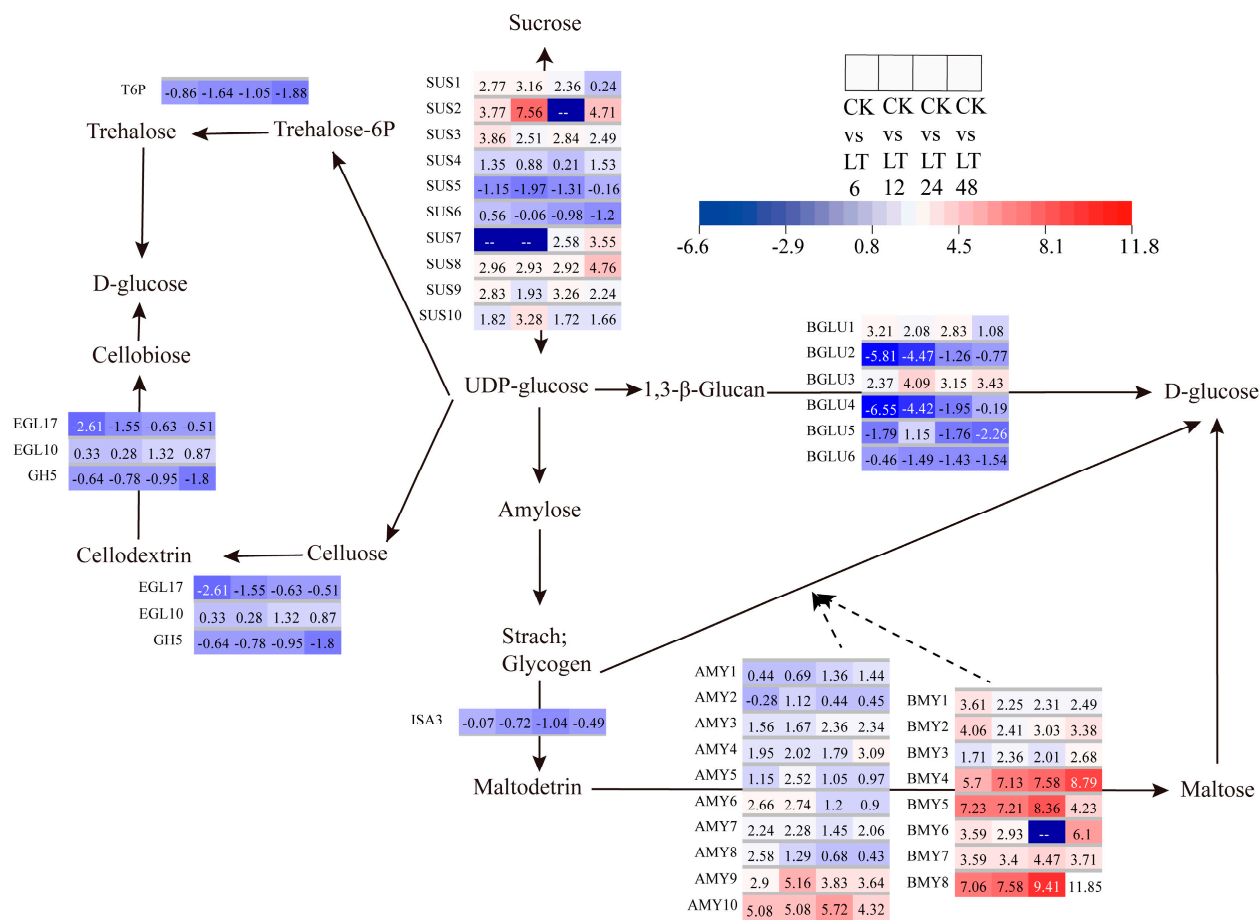 Sucrose
T6P -0.86 -1.64 -1.05 -1.88
Trehalose
Trehalose-6P
SUS1 2.77 3.16 2.36 0.24
SUS2 3.77 7.56 -- 4.71
SUS3 3.86 2.51 2.84 2.49
SUS4 1.35 0.88 0.21 1.53
SUS5 -1.15 -1.97 -1.31 -0.16
SUS6 0.56 -0.06 -0.98 -1.2
SUS7 -- -- 2.58 3.55
SUS8 2.96 2.93 2.92 4.76
SUS9 2.83 1.93 3.26 2.24
SUS10 1.82 3.28 1.72 1.66
CK CK CK CK
vs vs vs vs
LT LT LT LT
6 12 24 48
-6.6 -2.9 0.8 4.5 8.1 11.8
D-glucose
Cellobiose
UDP-glucose
1,3-β-Glucan
BGLU1 3.21 2.08 2.83 1.08
BGLU2 -5.81 -4.47 -1.26 -0.77
BGLU3 2.37 4.09 3.15 3.43
BGLU4 -6.55 -4.42 -1.95 -0.19
BGLU5 -1.79 1.15 -1.76 -2.26
BGLU6 -0.46 -1.49 -1.43 -1.54
D-glucose
EGL17 2.61 -1.55 -0.63 -0.51
EGL10 0.33 0.28 1.32 0.87
GH5 -0.64 -0.78 -0.95 -1.8
Cellodextrin
Celluose
EGL17 -2.61 -1.55 -0.63 -0.51
EGL10 0.33 0.28 1.32 0.87
GH5 -0.64 -0.78 -0.95 -1.8
Amylose
Strach;
Glycogen
ISA3 -0.07 -0.72 -1.04 -0.49
Maltodetrin
AMY1 0.44 0.69 1.36 1.44
AMY2 -0.28 1.12 0.44 0.45
AMY3 1.56 1.67 2.36 2.34
AMY4 1.95 2.02 1.79 3.09
AMY5 1.15 2.52 1.05 0.97
AMY6 2.66 2.74 1.2 0.9
AMY7 2.24 2.28 1.45 2.06
AMY8 2.58 1.29 0.68 0.43
AMY9 2.9 5.16 3.83 3.64
AMY10 5.08 5.08 5.72 4.32
BMY1 3.61 2.25 2.31 2.49
BMY2 4.06 2.41 3.03 3.38
BMY3 1.71 2.36 2.01 2.68
BMY4 5.7 7.13 7.58 8.79
BMY5 7.23 7.21 8.36 4.23
BMY6 3.59 2.93 -- 6.1
BMY7 3.59 3.4 4.47 3.71
BMY8 7.06 7.58 9.41 11.85
Maltose